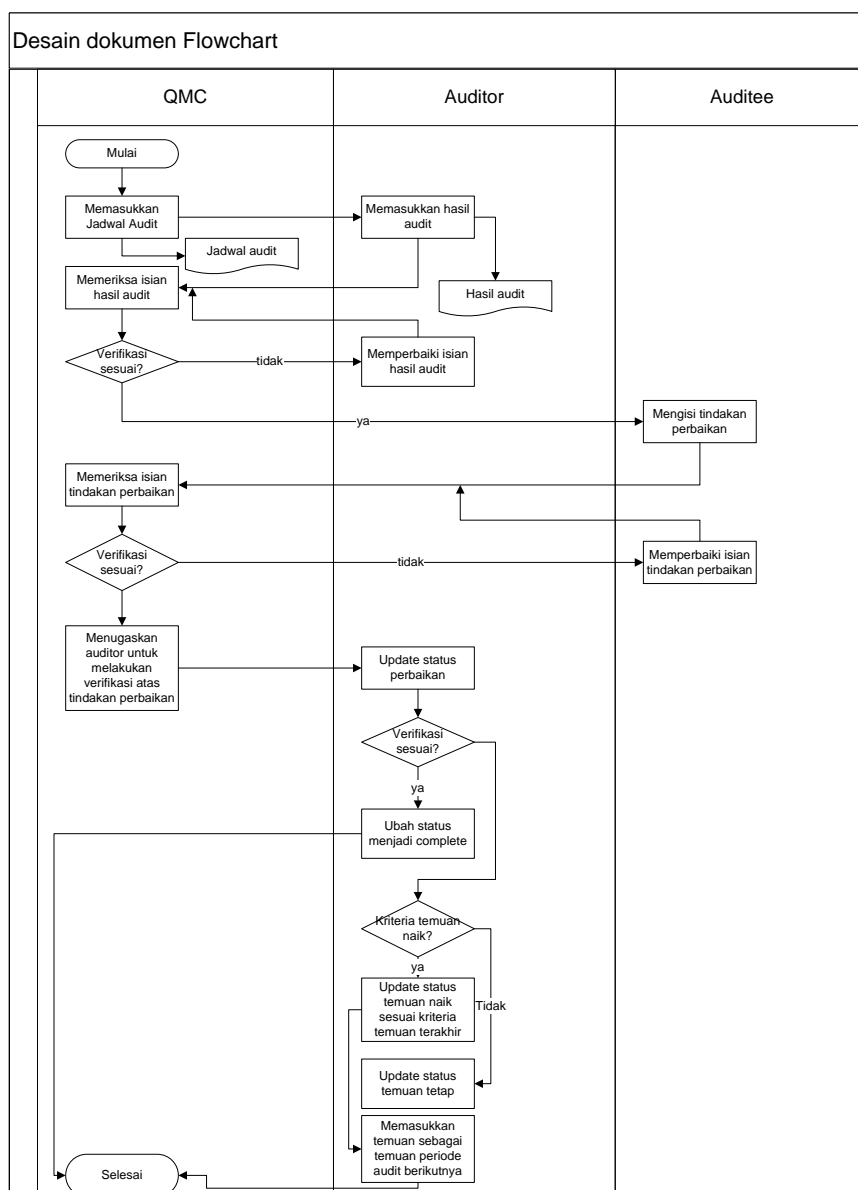 Desain dokumen Flowchart
QMC
Auditor
Auditee
Mulai
Memasukkan
Jadwal Audit
Memasukkan hasil
audit
Jadwal audit
Memeriksa isian
hasil audit
Hasil audit
Verifikasi
sesuai?
tidak
Memperbaiki isian
hasil audit
ya
Mengisi tindakan
perbaikan
Memeriksa isian
tindakan perbaikan
Verifikasi
sesuai?
tidak
Memperbaiki isian
tindakan perbaikan
Menugaskan
auditor untuk
melakukan
verifikasi atas
tindakan perbaikan
Update status
perbaikan
Verifikasi
sesuai?
ya
Ubah status
menjadi complete
Kriteria temuan
naik?
ya
Update status
temuan naik
sesuai kriteria
temuan terakhir
Tidak
Update status
temuan tetap
Memasukkan
temuan sebagai
temuan periode
audit berikutnya
Selesai